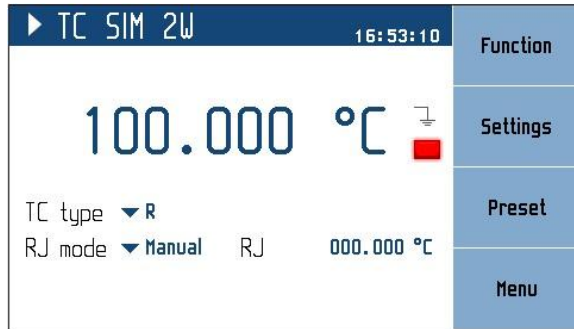 TC SIM 2W 16:53:10
100.000 °C
TC type R
RJ mode Manual RJ 000.000 °C
Function
Settings
Preset
Menu